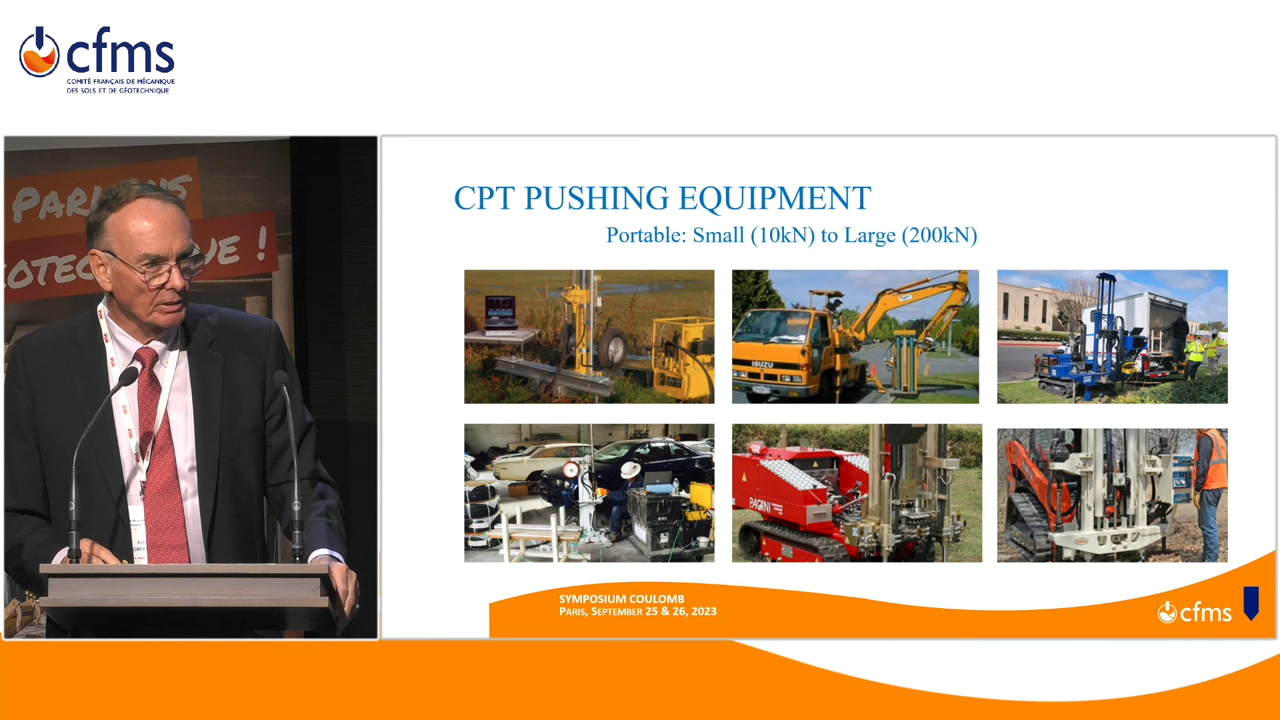 cfms
COMITÉ FRANÇAIS DE MÉCANIQUE
DES SOLS ET DE GÉOTECHNIQUE
CPT PUSHING EQUIPMENT
Portable: Small (10kN) to Large (200kN)
ISUZU
PAGANI
SYMPOSIUM COULOMB
PARIS, SEPTEMBER 25 & 26, 2023
cfms